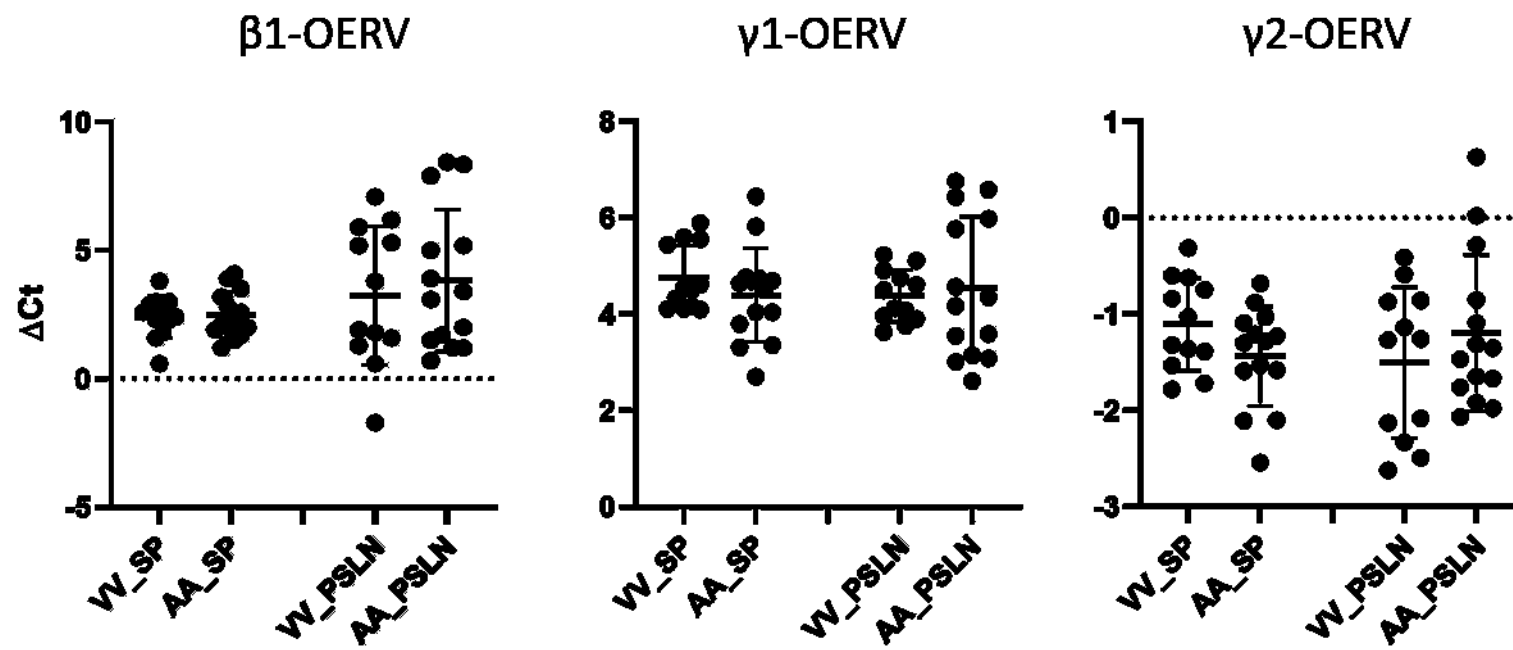 β1-OERV
γ1-OERV
γ2-OERV
ΔCt
10
5
0
-5
VV_SP
AA_SP
VV_PSLN
AA_PSLN
8
6
4
2
0
VV_SP
AA_SP
VV_PSLN
AA_PSLN
1
0
-1
-2
-3
VV_SP
AA_SP
VV_PSLN
AA_PSLN